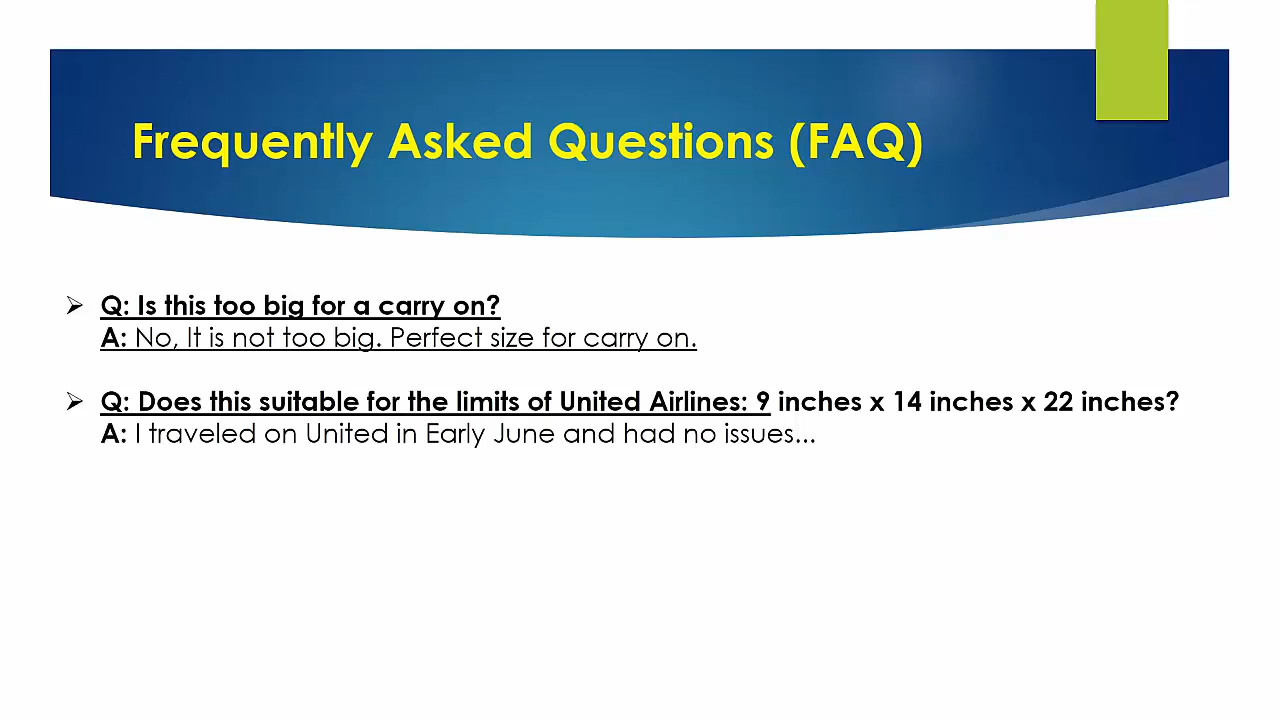 Frequently Asked Questions (FAQ)
Q: Is this too big for a carry on?
A: No, It is not too big. Perfect size for carry on.
Q: Does this suitable for the limits of United Airlines: 9 inches x 14 inches x 22 inches?
A: I traveled on United in Early June and had no issues...